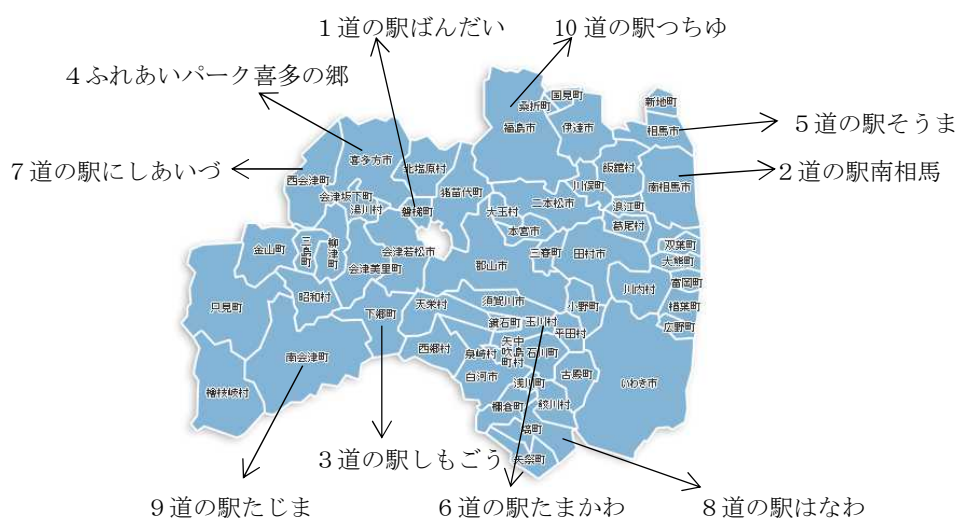 １道の駅ばんだい
10 道の駅つちゆ
４ふれあいパーク喜多の郷
５道の駅そうま
７道の駅にしあいづ
２道の駅南相馬
国見町
桑折町
新地町
福島市
伊達市
相馬市
喜多方市
北塩原村
飯舘村
西会津町
猪苗代町
川俣町
南相馬市
会津坂下町
湯川村
磐梯町
大玉村
二本松市
浪江町
葛尾村
本宮市
金山町
三島町
柳津町
会津若松市
三春町
田村市
双葉町
大熊町
会津美里町
郡山市
富岡町
川内村
昭和村
楢葉町
只見町
下郷町
天栄村
須賀川市
小野町
広野町
鏡石町
玉川村
平田村
南会津町
西郷村
泉崎村
矢吹町
中島村
石川町
白河市
古殿町
浅川町
いわき市
檜枝岐村
棚倉町
鮫川村
塙町
矢祭町
３道の駅しもごう
９道の駅たじま
６道の駅たまかわ
８道の駅はなわ